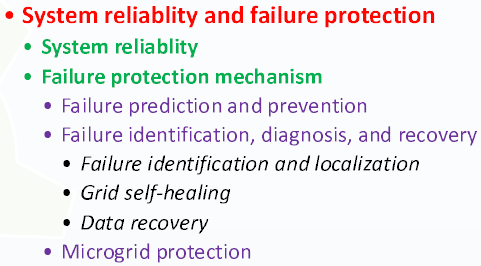 • System reliablity and failure protection
• System reliablity
• Failure protection mechanism
• Failure prediction and prevention
• Failure identification, diagnosis, and recovery
• Failure identification and localization
• Grid self-healing
• Data recovery
• Microgrid protection